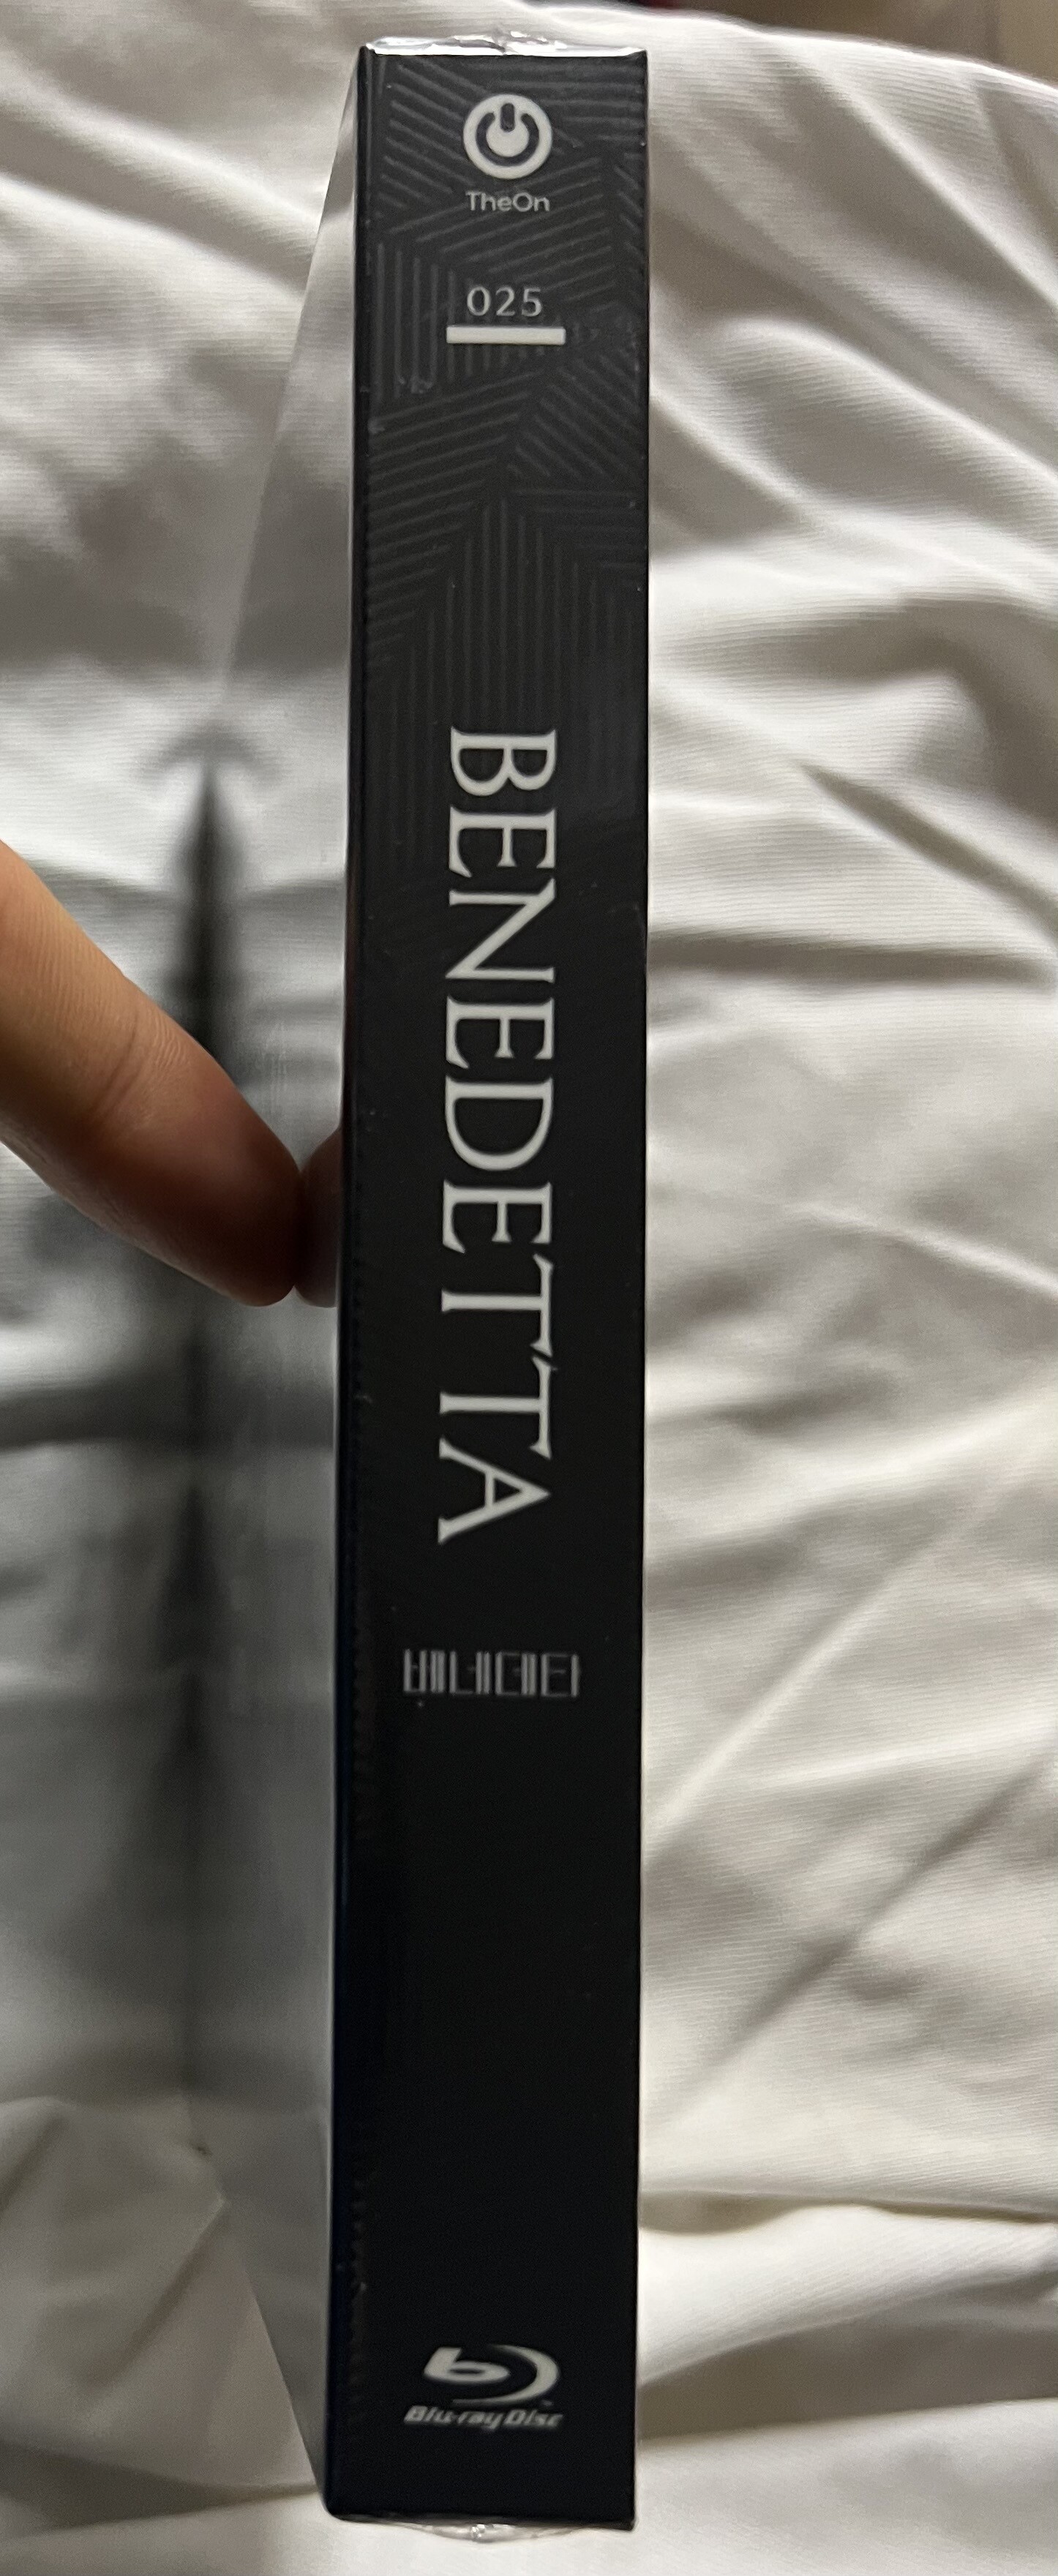 TheOn
025
BENEDETTA
베네데타
Blu-ray Disc